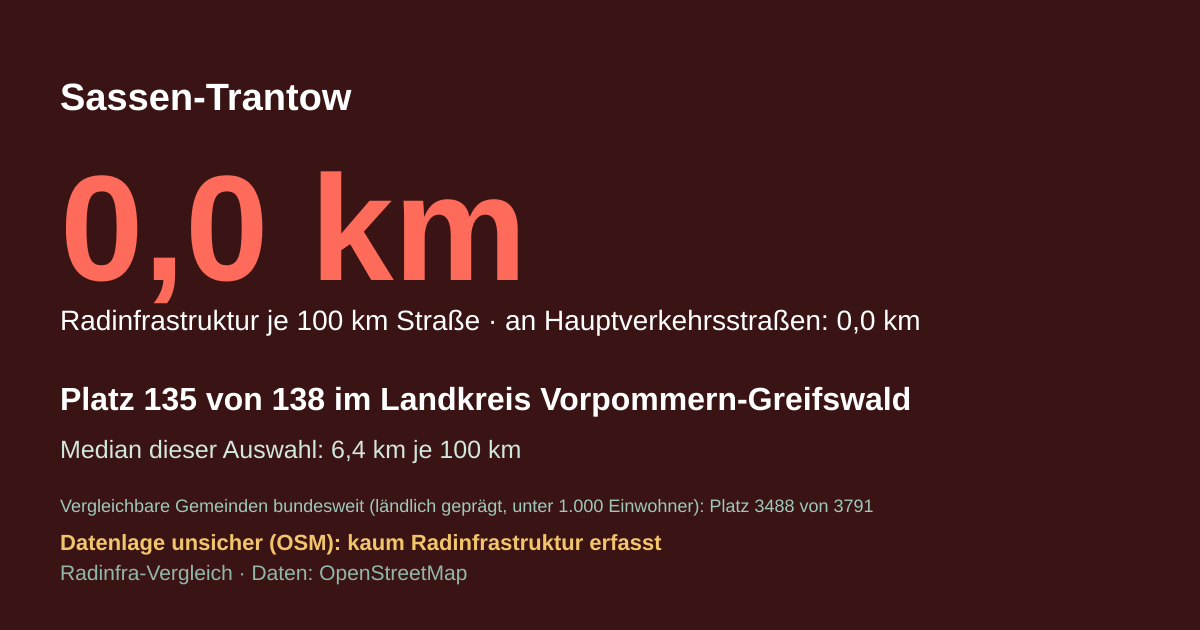 Sassen-Trantow
0,0 km
Radinfrastruktur je 100 km Straße · an Hauptverkehrsstraßen: 0,0 km
Platz 135 von 138 im Landkreis Vorpommern-Greifswald
Median dieser Auswahl: 6,4 km je 100 km
Vergleichbare Gemeinden bundesweit (ländlich geprägt, unter 1.000 Einwohner): Platz 3488 von 3791
Datenlage unsicher (OSM): kaum Radinfrastruktur erfasst
Radinfra-Vergleich · Daten: OpenStreetMap